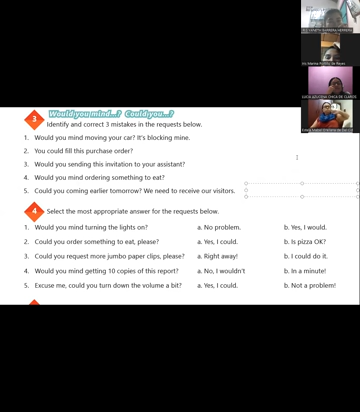 Would you mind...? Could you...?
3
Identify and correct 3 mistakes in the requests below.
1. Would you mind moving your car? It's blocking mine.
2. You could fill this purchase order?
3. Would you sending this invitation to your assistant?
4. Would you mind ordering something to eat?
5. Could you coming earlier tomorrow? We need to receive our visitors.
4 Select the most appropriate answer for the requests below.
1. Would you mind turning the lights on? a. No problem. b. Yes, I would.
2. Could you order something to eat, please? a. Yes, I could. b. Is pizza OK?
3. Could you request more jumbo paper clips, please? a. Right away! b. I could do it.
4. Would you mind getting 10 copies of this report? a. No, I wouldn't b. In a minute!
5. Excuse me, could you turn down the volume a bit? a. Yes, I could. b. Not a problem!